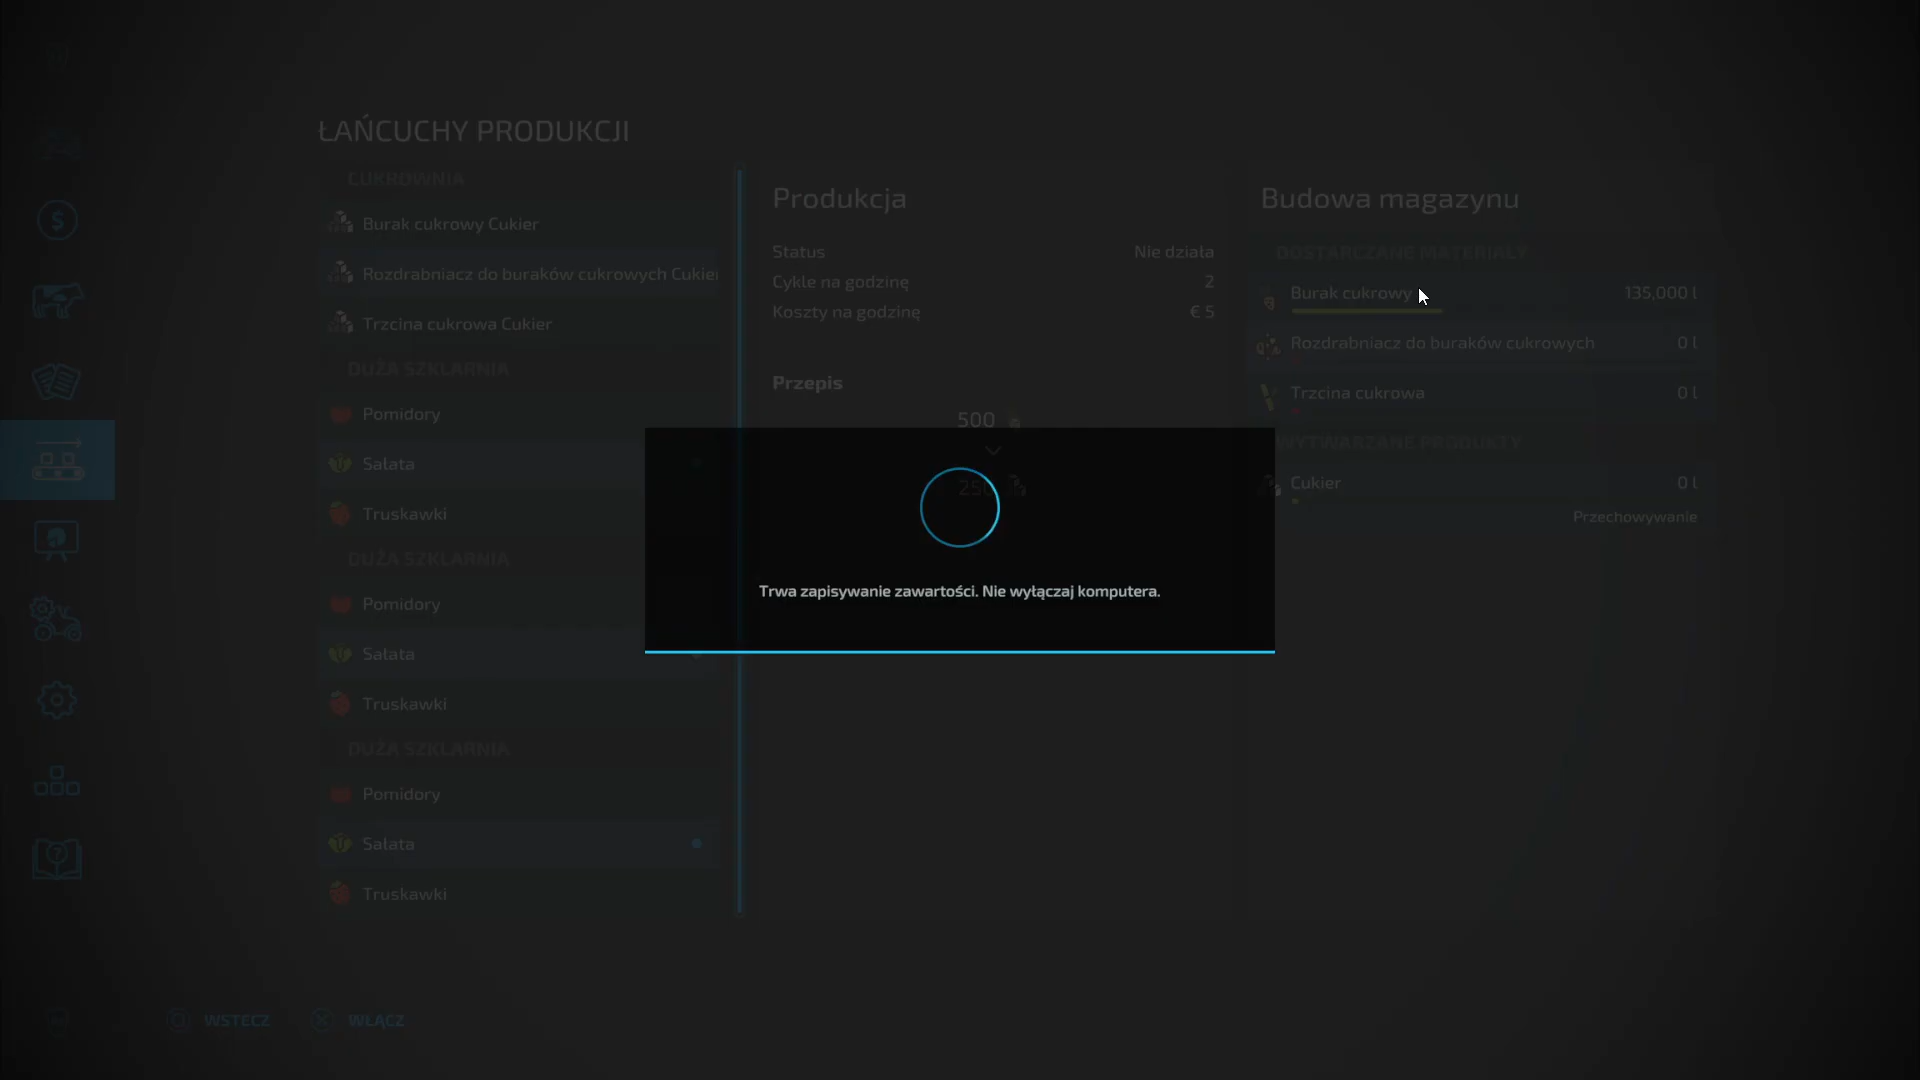 ŁAŃCUCHY PRODUKCJI
CUKROWNIA
Burak cukrowy Cukier
Rozdrabniacz do buraków cukrowych Cukier
Trzcina cukrowa Cukier
DUŻA SZKLARNIA
Pomidory
Sałata
Truskawki
DUŻA SZKLARNIA
Pomidory
Sałata
Truskawki
DUŻA SZKLARNIA
Pomidory
Sałata
Truskawki
Produkcja
Status Nie działa
Cykle na godzinę 2
Koszty na godzinę € 5
Przepis
500
250
Budowa magazynu
DOSTARCZANE MATERIAŁY
Burak cukrowy 135,000 l
Rozdrabniacz do buraków cukrowych 0 l
Trzcina cukrowa 0 l
WYTWARZANE PRODUKTY
Cukier 0 l
Przechowywanie
Trwa zapisywanie zawartości. Nie wyłączaj komputera.
WSTECZ
WŁĄCZ